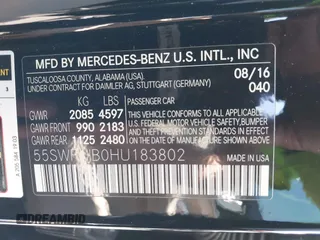 MFD BY MERCEDES-BENZ U.S. INTL., INC
TUSCALOOSA COUNTY, ALABAMA (USA).
UNDER CONTRACT FOR DAIMLER AG, STUTTGART (GERMANY)
08/16
040
KG LBS
GVWR 2085 4597
GAWR FRONT 990 2183
GAWR REAR 1125 2480
PASSENGER CAR
THIS VEHICLE CONFORMS TO ALL APPLICABLE
U.S. FEDERAL MOTOR VEHICLE SAFETY, BUMPER,
AND THEFT PREVENTION STANDARDS IN EFFECT
ON THE DATE OF MANUFACTURE SHOWN ABOVE.
DREAMBID